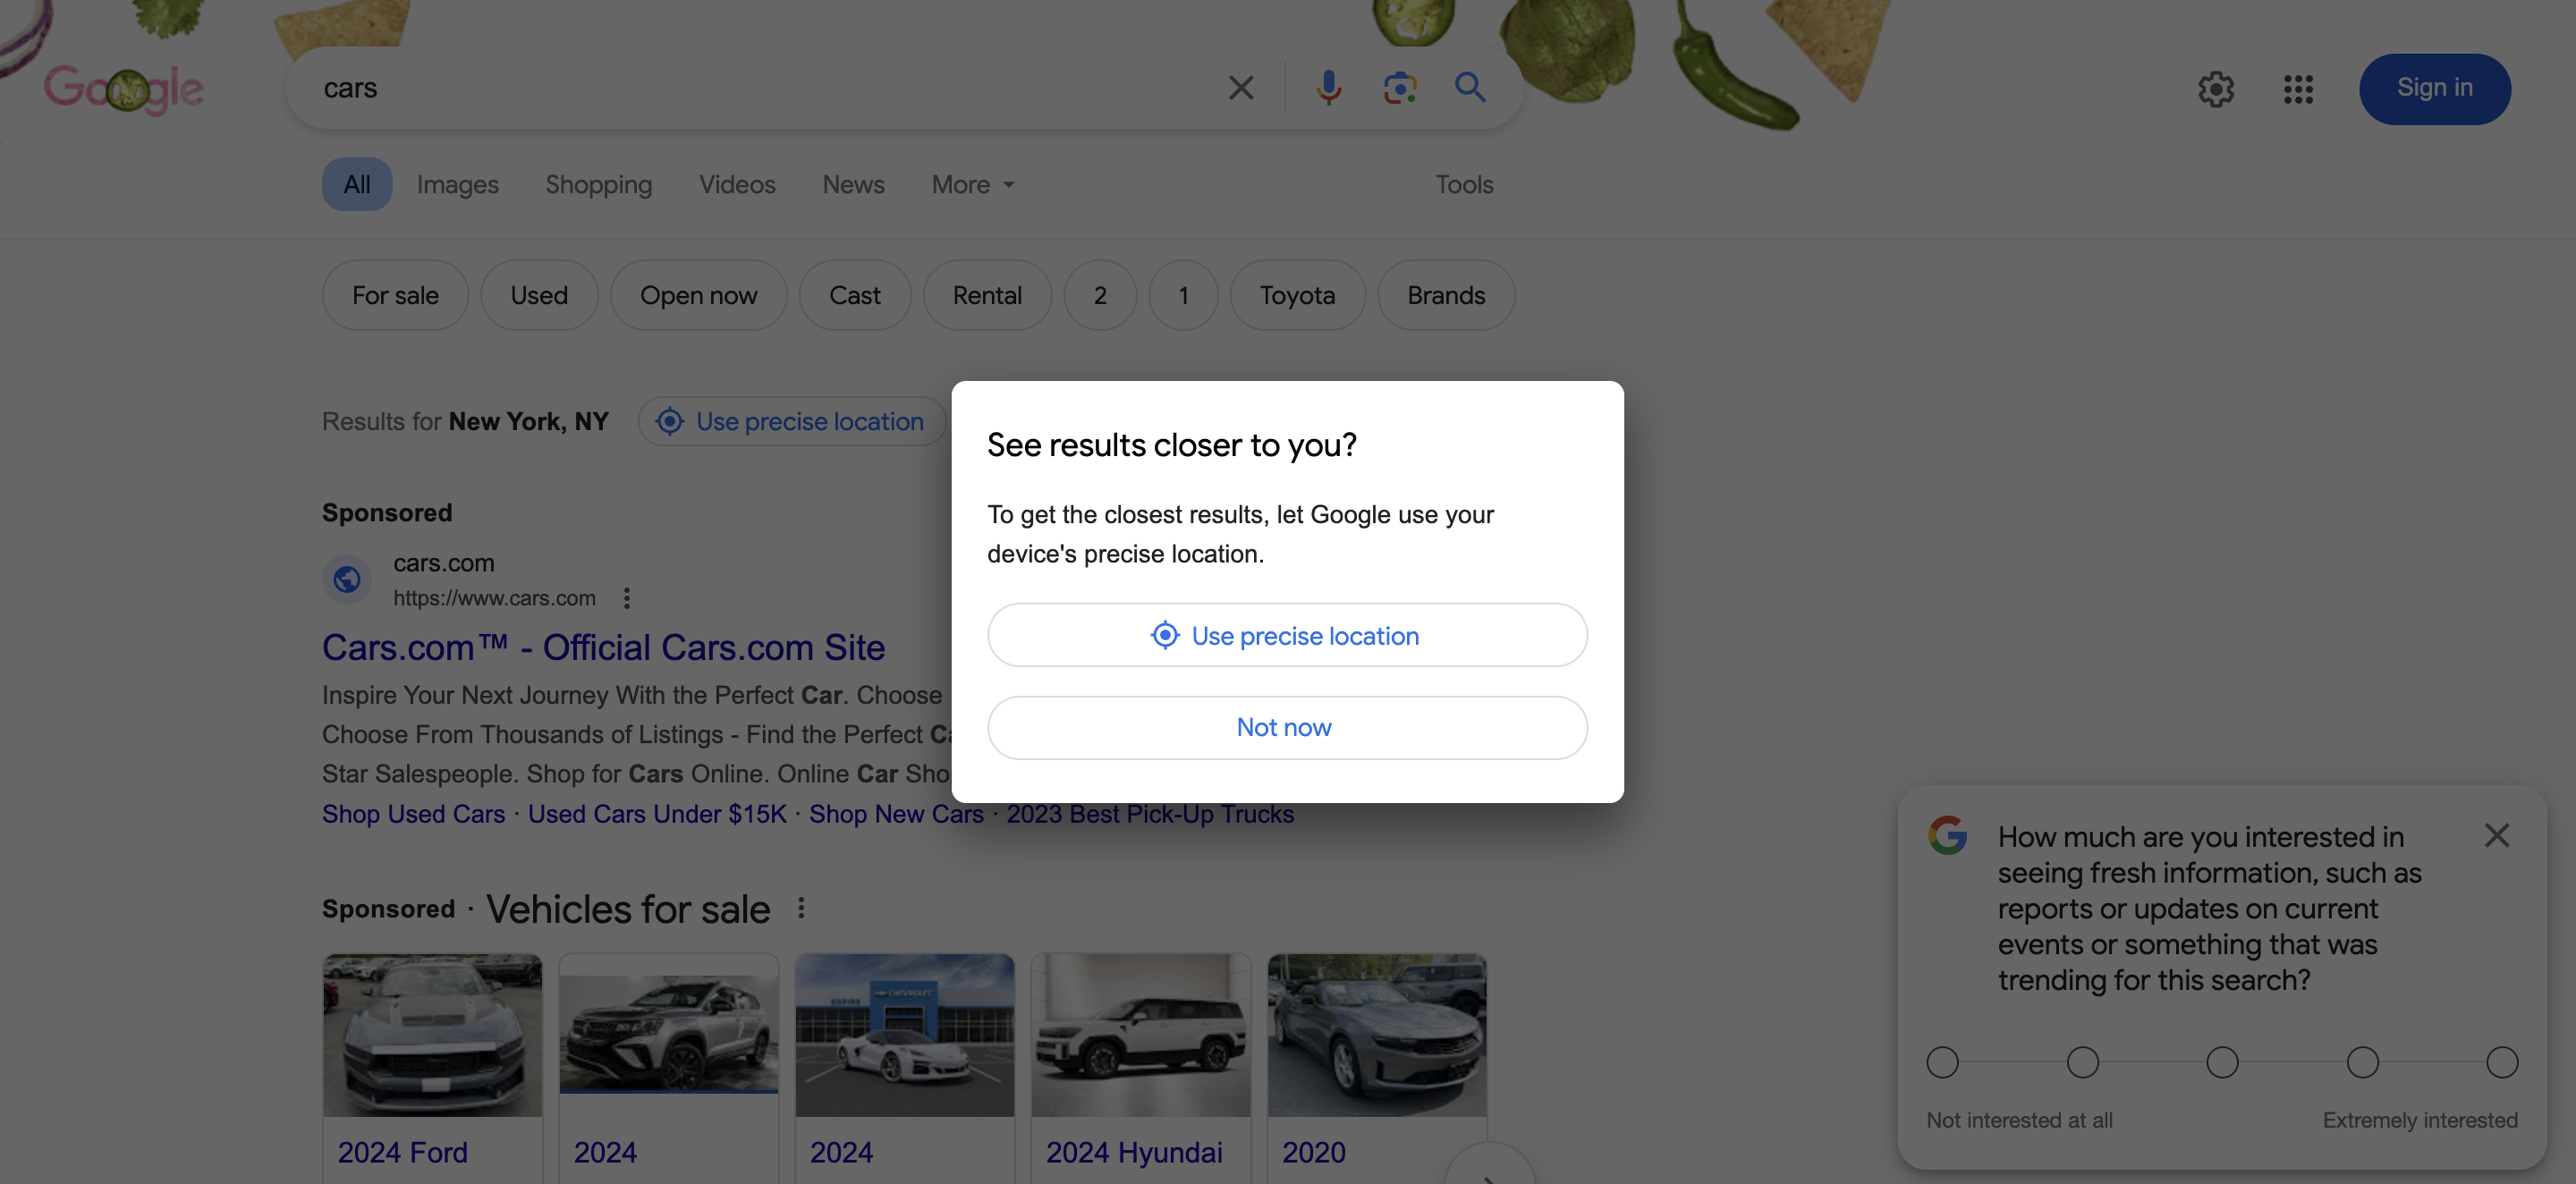 Google
cars
Sign in
All
Images
Shopping
Videos
News
More
Tools
For sale
Used
Open now
Cast
Rental
2
1
Toyota
Brands
Results for New York, NY
Use precise location
See results closer to you?
To get the closest results, let Google use your
device's precise location.
Use precise location
Not now
Sponsored
cars.com
https://www.cars.com
Cars.com™ - Official Cars.com Site
Inspire Your Next Journey With the Perfect Car. Choose
Choose From Thousands of Listings - Find the Perfect
Star Salespeople. Shop for Cars Online. Online Car
Shop Used Cars · Used Cars Under $15K · Shop New Cars · 2023 Best Pick-Up Trucks
Sponsored · Vehicles for sale
CHEVROLET
2024 Ford
2024
2024
2024 Hyundai
2020
How much are you interested in
seeing fresh information, such as
reports or updates on current
events or something that was
trending for this search?
Not interested at all
Extremely interested